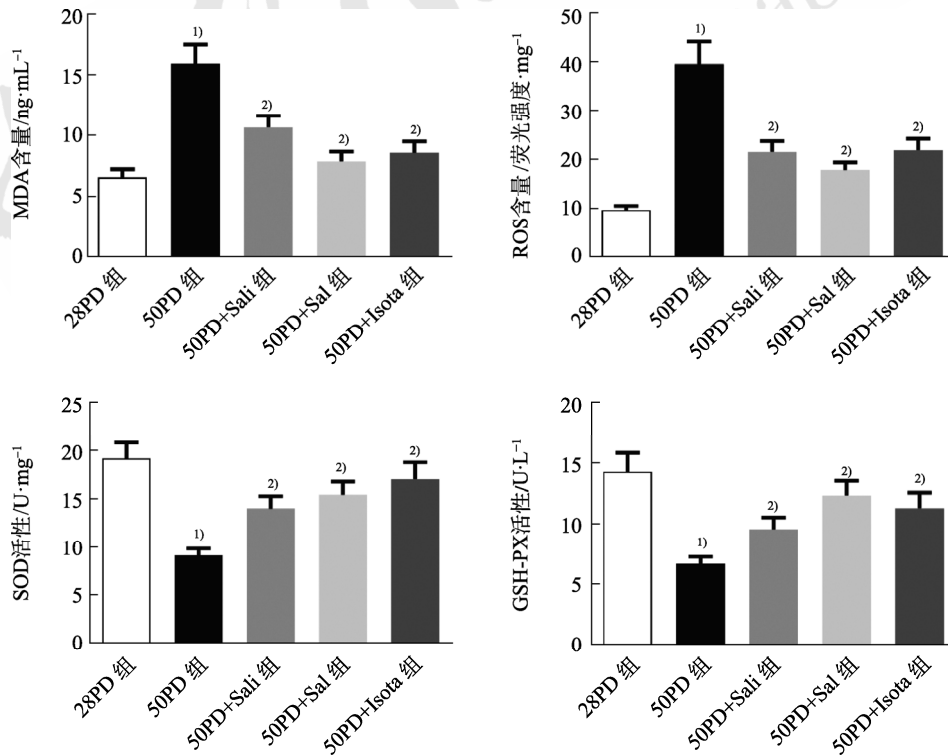 MDA含量/ng·mL⁻¹
20
15
10
5
0
1)
2)
2)
2)
28PD 组
50PD 组
50PD+Sali 组
50PD+Sal 组
50PD+Isota 组
ROS含量/荧光强度·mg⁻¹
50
40
30
20
10
0
1)
2)
2)
2)
28PD 组
50PD 组
50PD+Sali 组
50PD+Sal 组
50PD+Isota 组
SOD活性/U·mg⁻¹
25
20
15
10
5
0
1)
2)
2)
2)
28PD 组
50PD 组
50PD+Sali 组
50PD+Sal 组
50PD+Isota 组
GSH-PX活性/U·L⁻¹
20
15
10
5
0
1)
2)
2)
2)
28PD 组
50PD 组
50PD+Sali 组
50PD+Sal 组
50PD+Isota 组